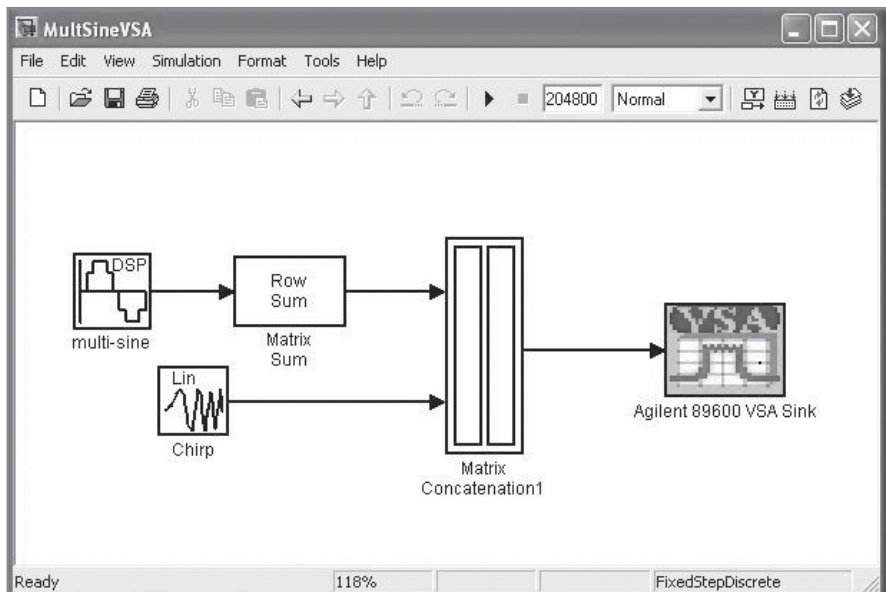 MultSineVSA
File Edit View Simulation Format Tools Help
204800 Normal
DSP
multi-sine
Row
Sum
Matrix
Sum
Lin
Chirp
Matrix
Concatenation1
VSA
Agilent 89600 VSA Sink
Ready 118% FixedStepDiscrete